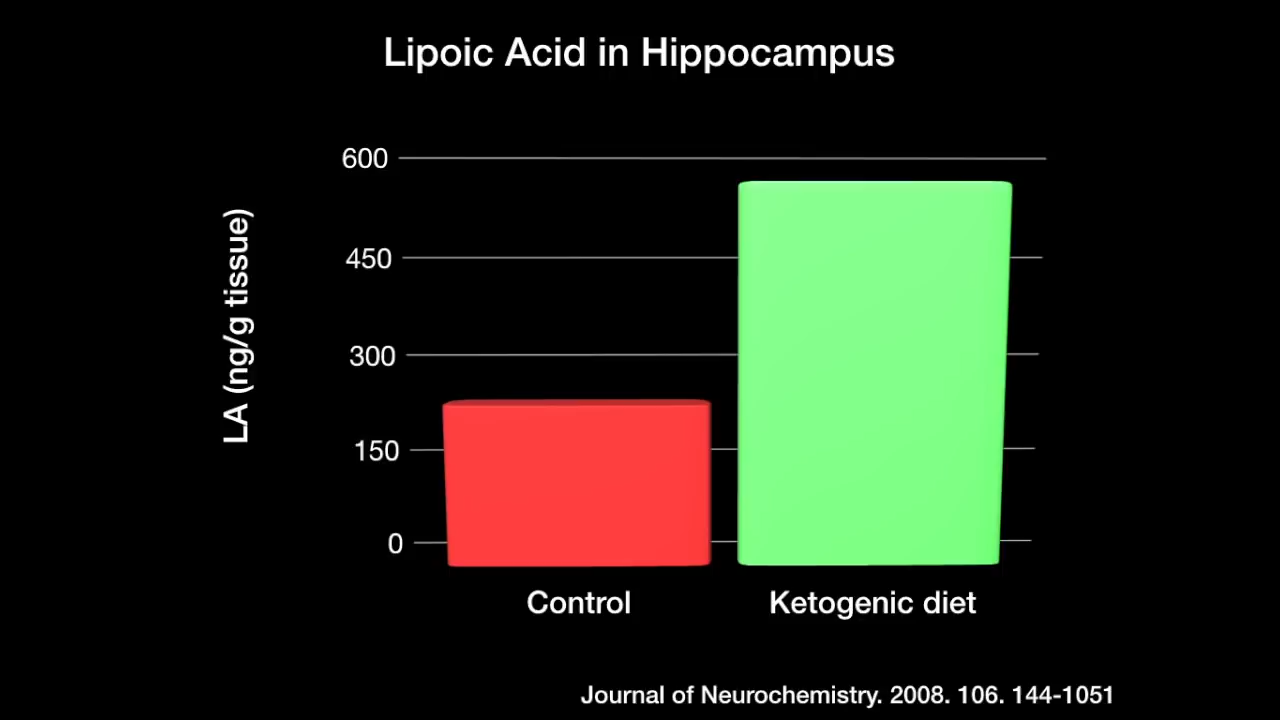 Lipoic Acid in Hippocampus
LA (ng/g tissue)
600
450
300
150
0
Control
Ketogenic diet
Journal of Neurochemistry. 2008. 106. 144-1051